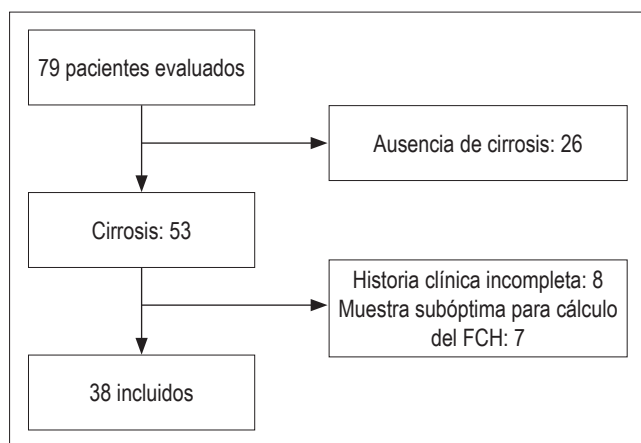 79 pacientes evaluados
Ausencia de cirrosis: 26
Cirrosis: 53
Historia clínica incompleta: 8
Muestra subóptima para cálculo
del FCH: 7
38 incluidos